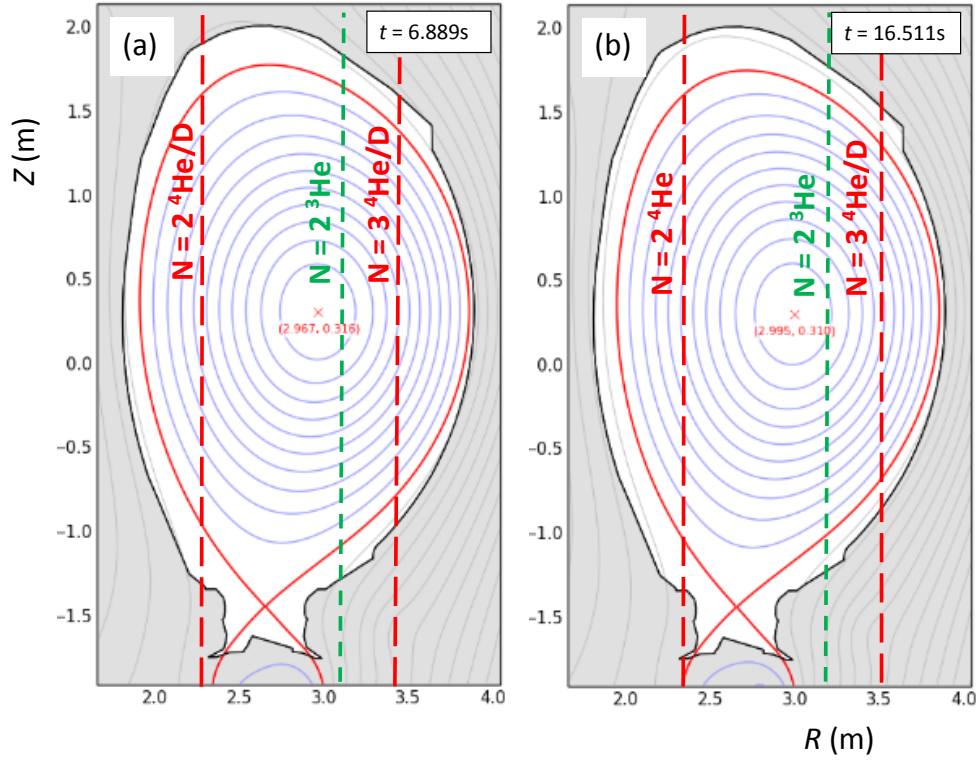 (a)
t = 6.889s
Z (m)
2.0
1.5
1.0
0.5
0.0
−0.5
−1.0
−1.5
N = 2 ⁴He/D
N = 2 ³He
N = 3 ⁴He/D
(2.967, 0.316)
2.0 2.5 3.0 3.5 4.0
(b)
t = 16.511s
2.0
1.5
1.0
0.5
0.0
−0.5
−1.0
−1.5
N = 2 ⁴He
N = 2 ³He
N = 3 ⁴He/D
(2.995, 0.310)
2.0 2.5 3.0 3.5 4.0
R (m)